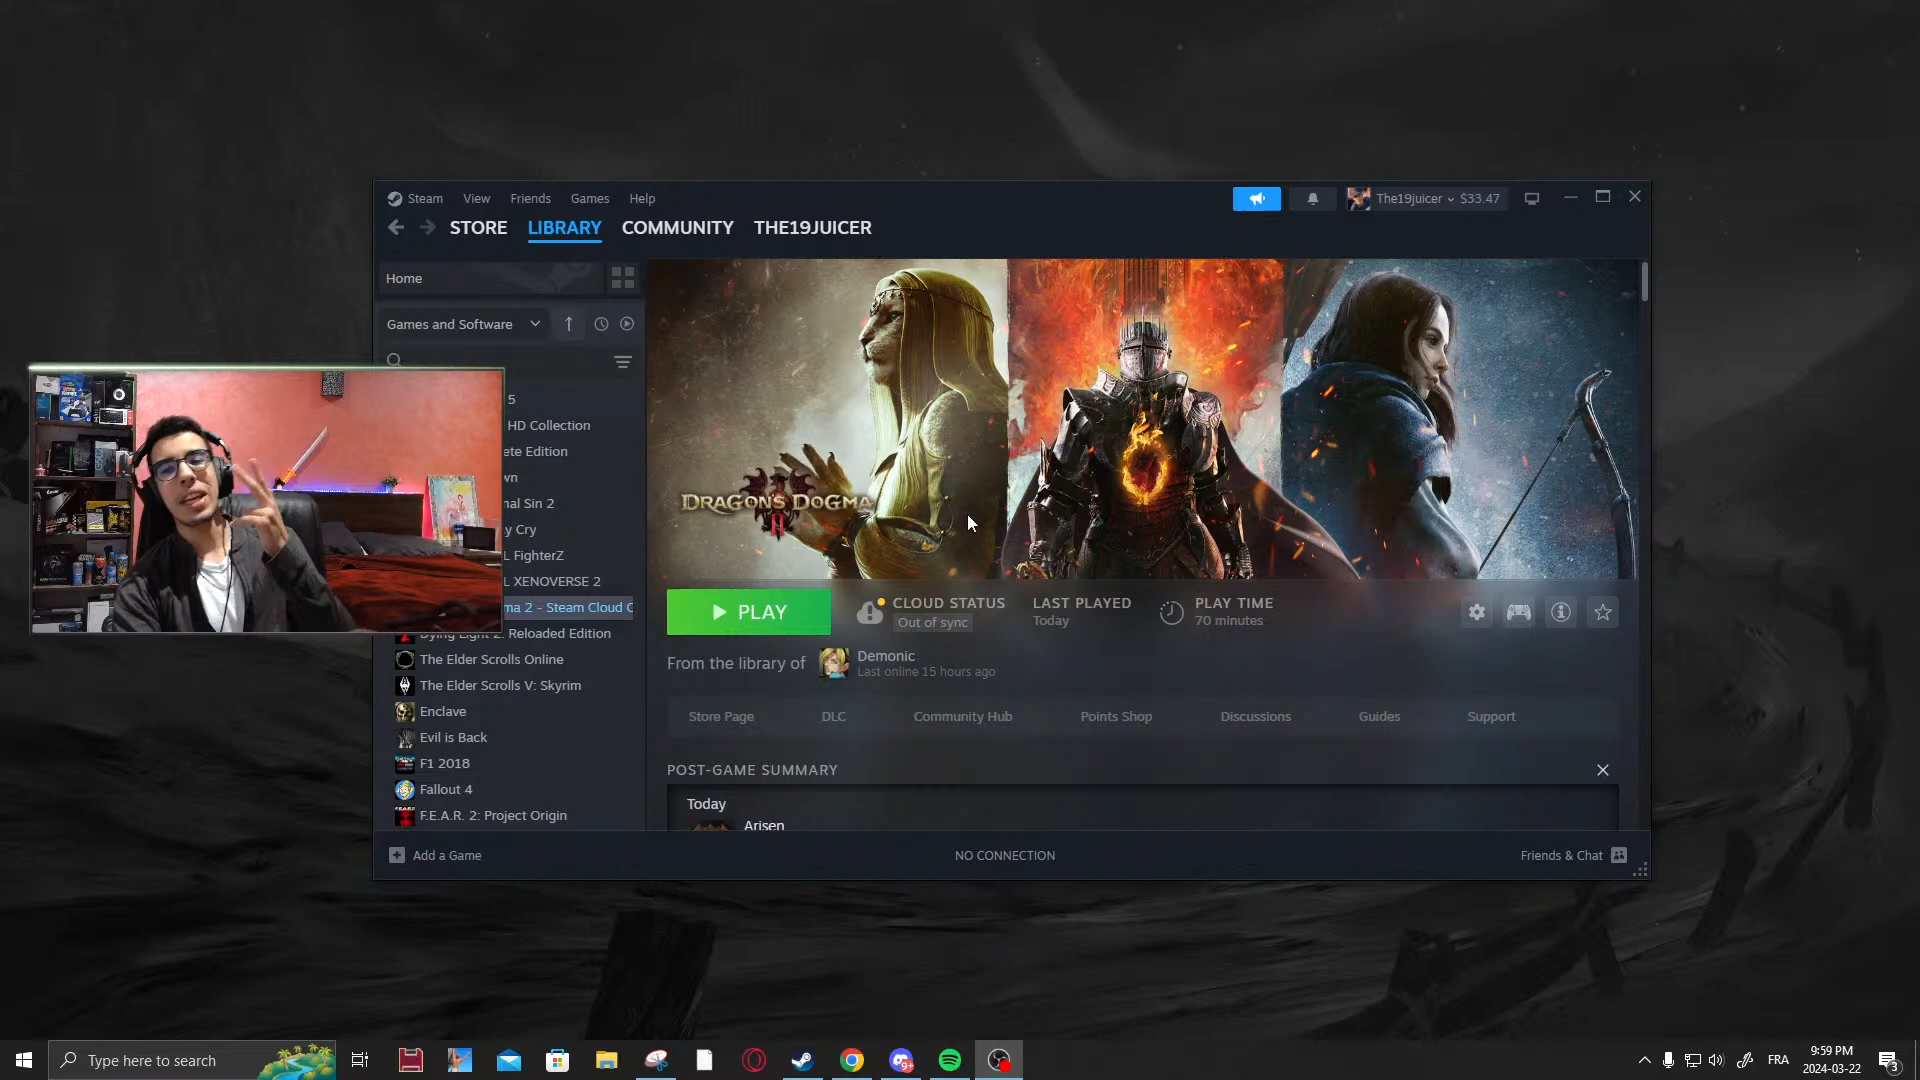 Steam View Friends Games Help
The19juicer $33.47
STORE LIBRARY COMMUNITY THE19JUICER
Home
Games and Software
5
HD Collection
ete Edition
wn
nal Sin 2
y Cry
L FighterZ
L XENOVERSE 2
ma 2 - Steam Cloud
Dying Light 2: Reloaded Edition
The Elder Scrolls Online
The Elder Scrolls V: Skyrim
Enclave
Evil is Back
F1 2018
Fallout 4
F.E.A.R. 2: Project Origin
DRAGON'S DOGMA
II
PLAY
CLOUD STATUS
Out of sync
LAST PLAYED
Today
PLAY TIME
70 minutes
From the library of
Demonic
Last online 15 hours ago
Store Page DLC Community Hub Points Shop Discussions Guides Support
POST-GAME SUMMARY
Today
Arisen
Add a Game
NO CONNECTION
Friends & Chat
Type here to search
9+
FRA
9:59 PM
2024-03-22
3